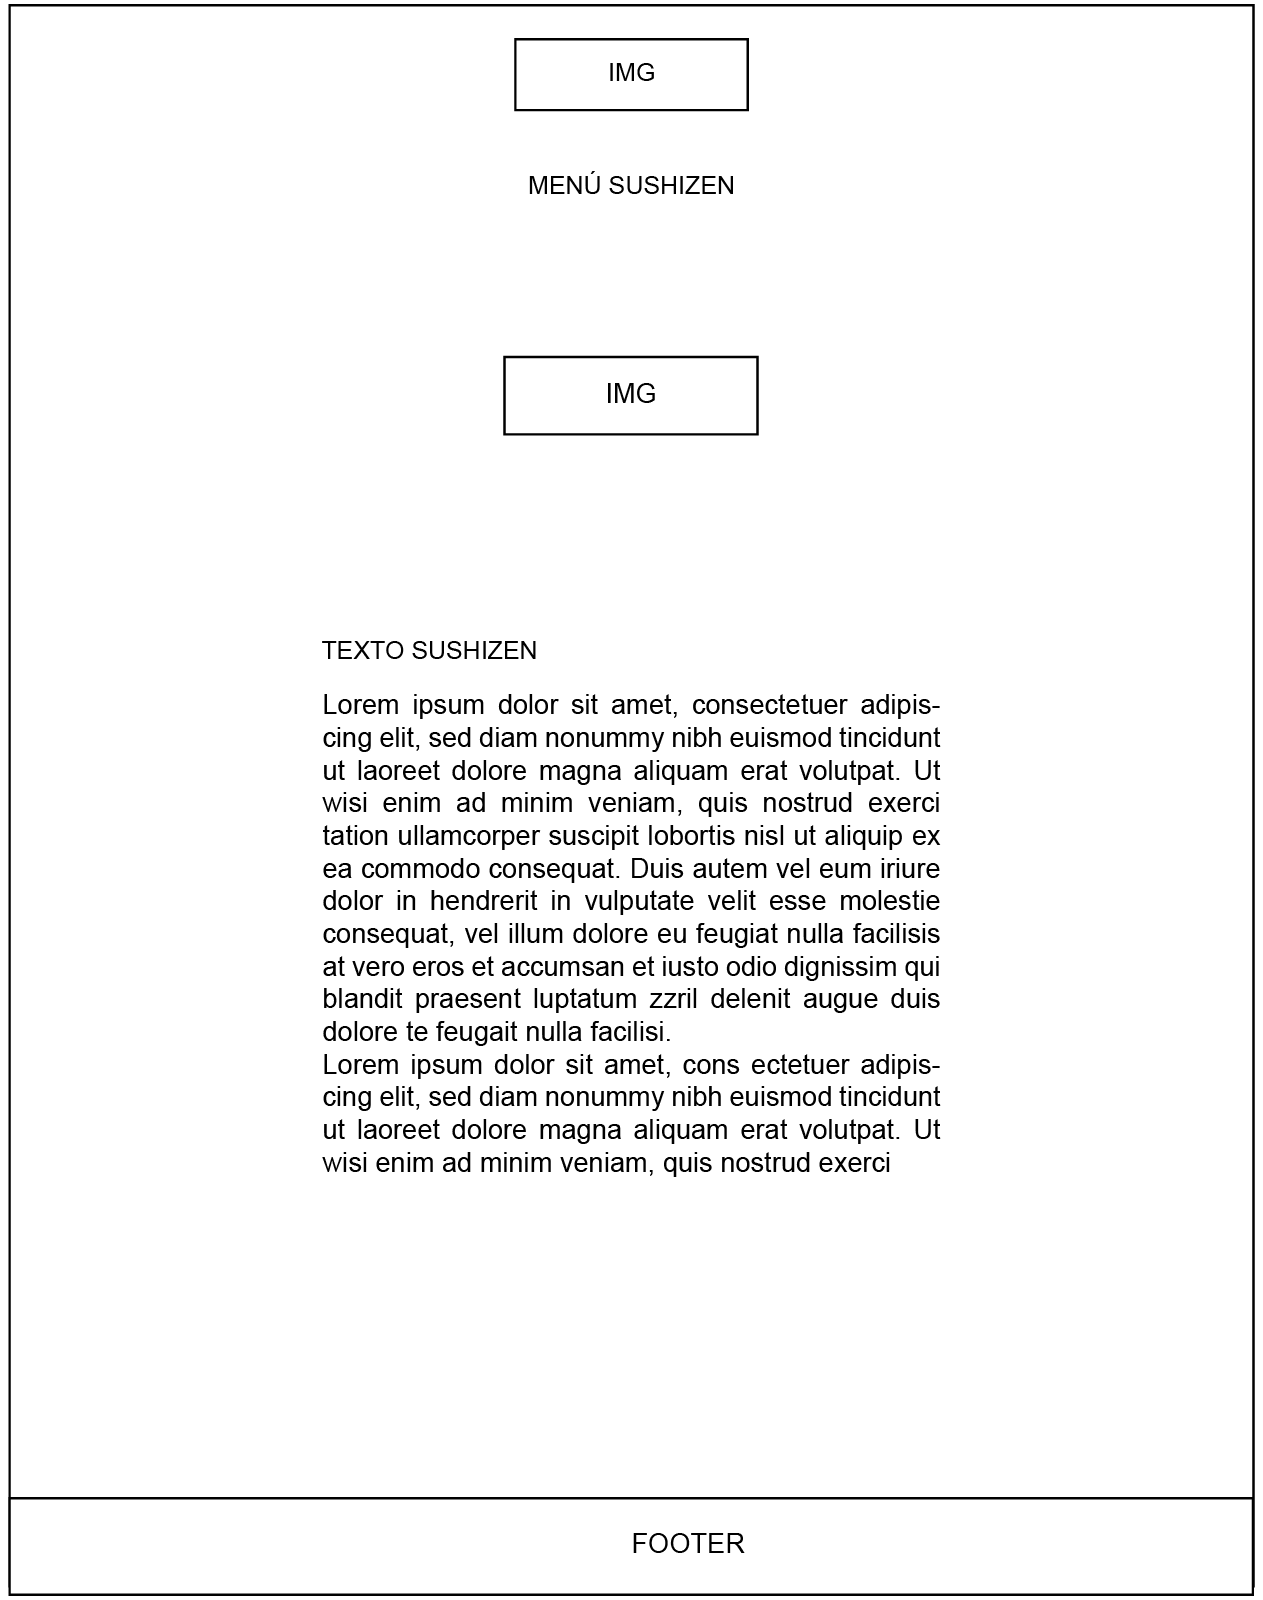 IMG
MENÚ SUSHIZEN
IMG
TEXTO SUSHIZEN
Lorem ipsum dolor sit amet, consectetuer adipis-
cing elit, sed diam nonummy nibh euismod tincidunt
ut laoreet dolore magna aliquam erat volutpat. Ut
wisi enim ad minim veniam, quis nostrud exerci
tation ullamcorper suscipit lobortis nisl ut aliquip ex
ea commodo consequat. Duis autem vel eum iriure
dolor in hendrerit in vulputate velit esse molestie
consequat, vel illum dolore eu feugiat nulla facilisis
at vero eros et accumsan et iusto odio dignissim qui
blandit praesent luptatum zzril delenit augue duis
dolore te feugait nulla facilisi.
Lorem ipsum dolor sit amet, cons ectetuer adipis-
cing elit, sed diam nonummy nibh euismod tincidunt
ut laoreet dolore magna aliquam erat volutpat. Ut
wisi enim ad minim veniam, quis nostrud exerci
FOOTER